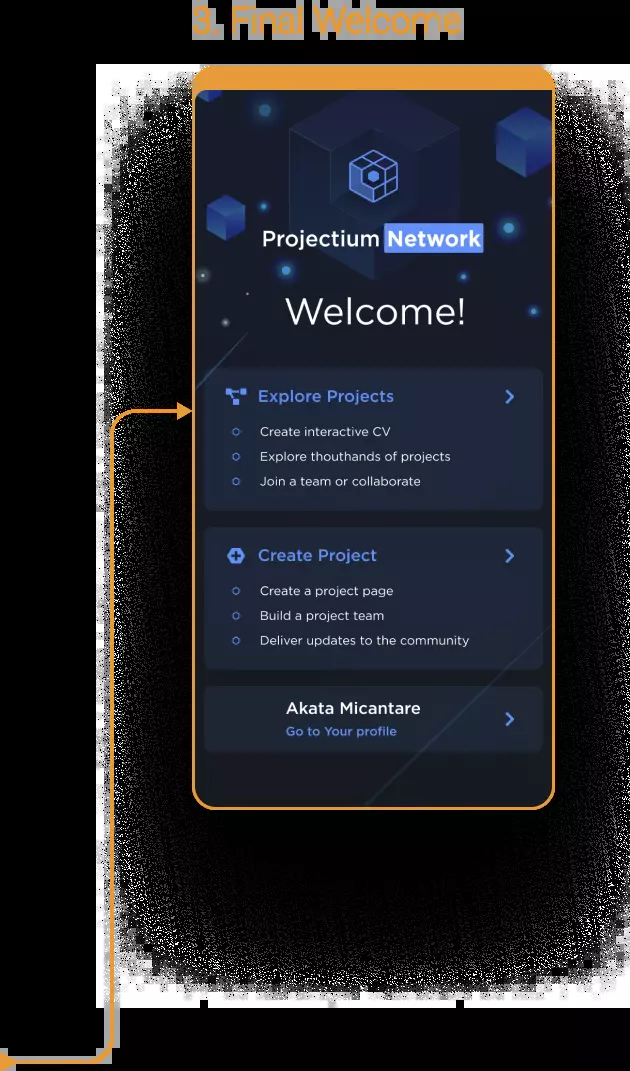 3. Final Welcome
Projectium Network
Welcome!
Explore Projects
Create interactive CV
Explore thouthands of projects
Join a team or collaborate
Create Project
Create a project page
Build a project team
Deliver updates to the community
Akata Micantare
Go to Your profile